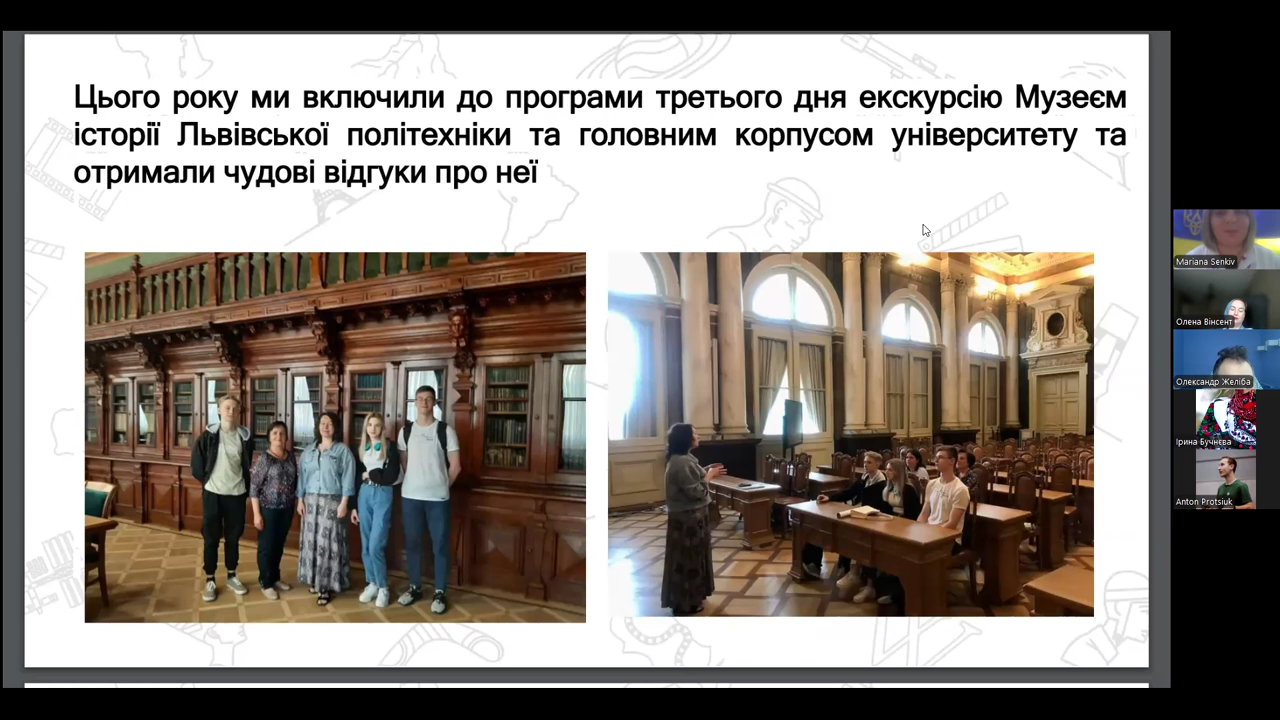 Цього року ми включили до програми третього дня екскурсію Музеєм
історії Львівської політехніки та головним корпусом університету та
отримали чудові відгуки про неї
Mariana Senkiv
Олена Вінсент
Олександр Желіба
Ірина Бучнєва
Anton Protsiuk